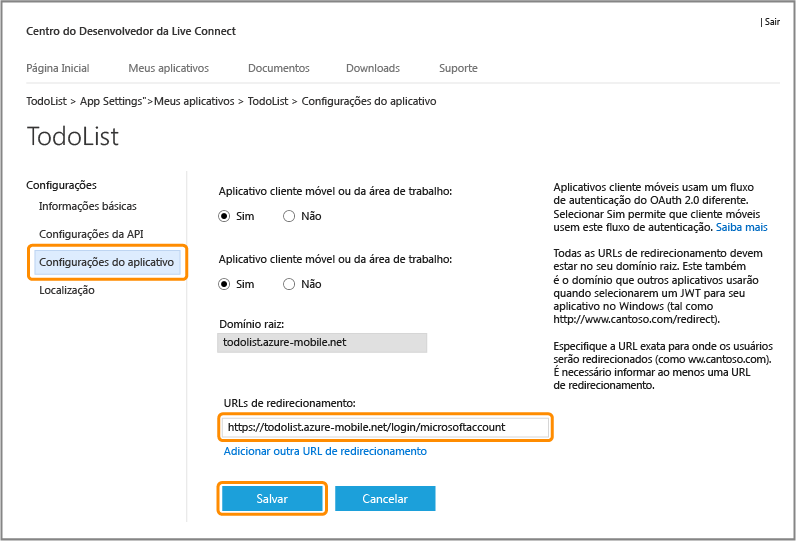 | Sair
Centro do Desenvolvedor da Live Connect
Página Inicial Meus aplicativos Documentos Downloads Suporte
TodoList > App Settings">Meus aplicativos > TodoList > Configurações do aplicativo
TodoList
Configurações
Informações básicas
Configurações da API
Configurações do aplicativo
Localização
Aplicativo cliente móvel ou da área de trabalho:
Sim Não
Aplicativo cliente móvel ou da área de trabalho:
Sim Não
Domínio raiz:
todolist.azure-mobile.net
URLs de redirecionamento:
https://todolist.azure-mobile.net/login/microsoftaccount
Adicionar outra URL de redirecionamento
Salvar Cancelar
Aplicativos cliente móveis usam um fluxo
de autenticação do OAuth 2.0 diferente.
Selecionar Sim permite que cliente móveis
usem este fluxo de autenticação. Saiba mais
Todas as URLs de redirecionamento devem
estar no seu domínio raiz. Este também
é o domínio que outros aplicativos usarão
quando selecionarem um JWT para seu
aplicativo no Windows (tal como
http://www.cantoso.com/redirect).
Especifique a URL exata para onde os usuários
serão redirecionados (como ww.cantoso.com).
É necessário informar ao menos uma URL
de redirecionamento.